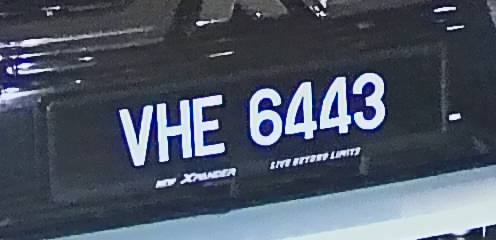 VHE 6443
NEW XPANDER LIVE BEYOND LIMITS